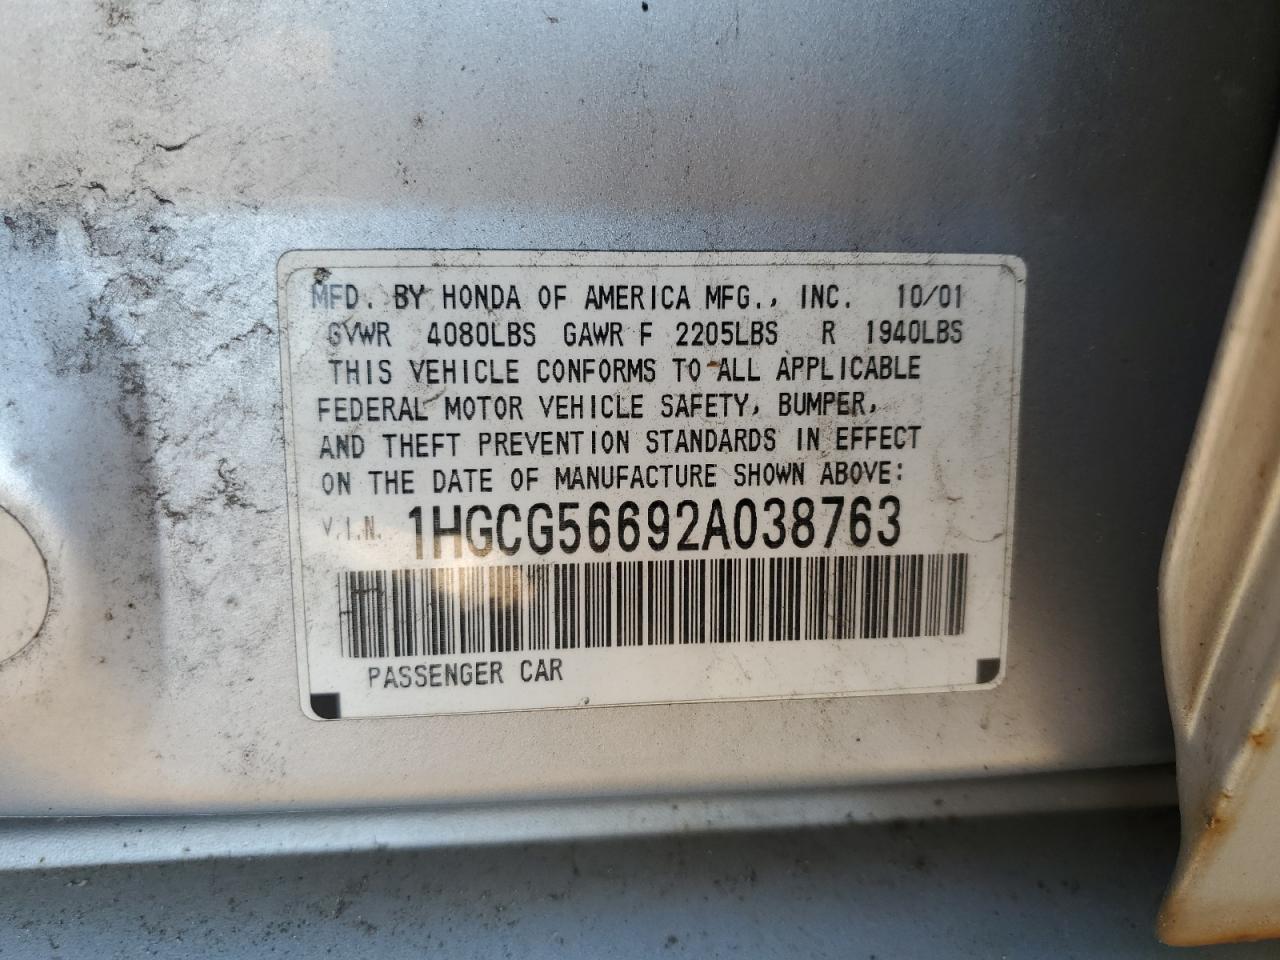 MFD. BY HONDA OF AMERICA MFG., INC. 10/01
GVWR 4080LBS GAWR F 2205LBS R 1940LBS
THIS VEHICLE CONFORMS TO ALL APPLICABLE
FEDERAL MOTOR VEHICLE SAFETY, BUMPER,
AND THEFT PREVENTION STANDARDS IN EFFECT
ON THE DATE OF MANUFACTURE SHOWN ABOVE:
V.I.N. 1HGCG56692A038763
PASSENGER CAR